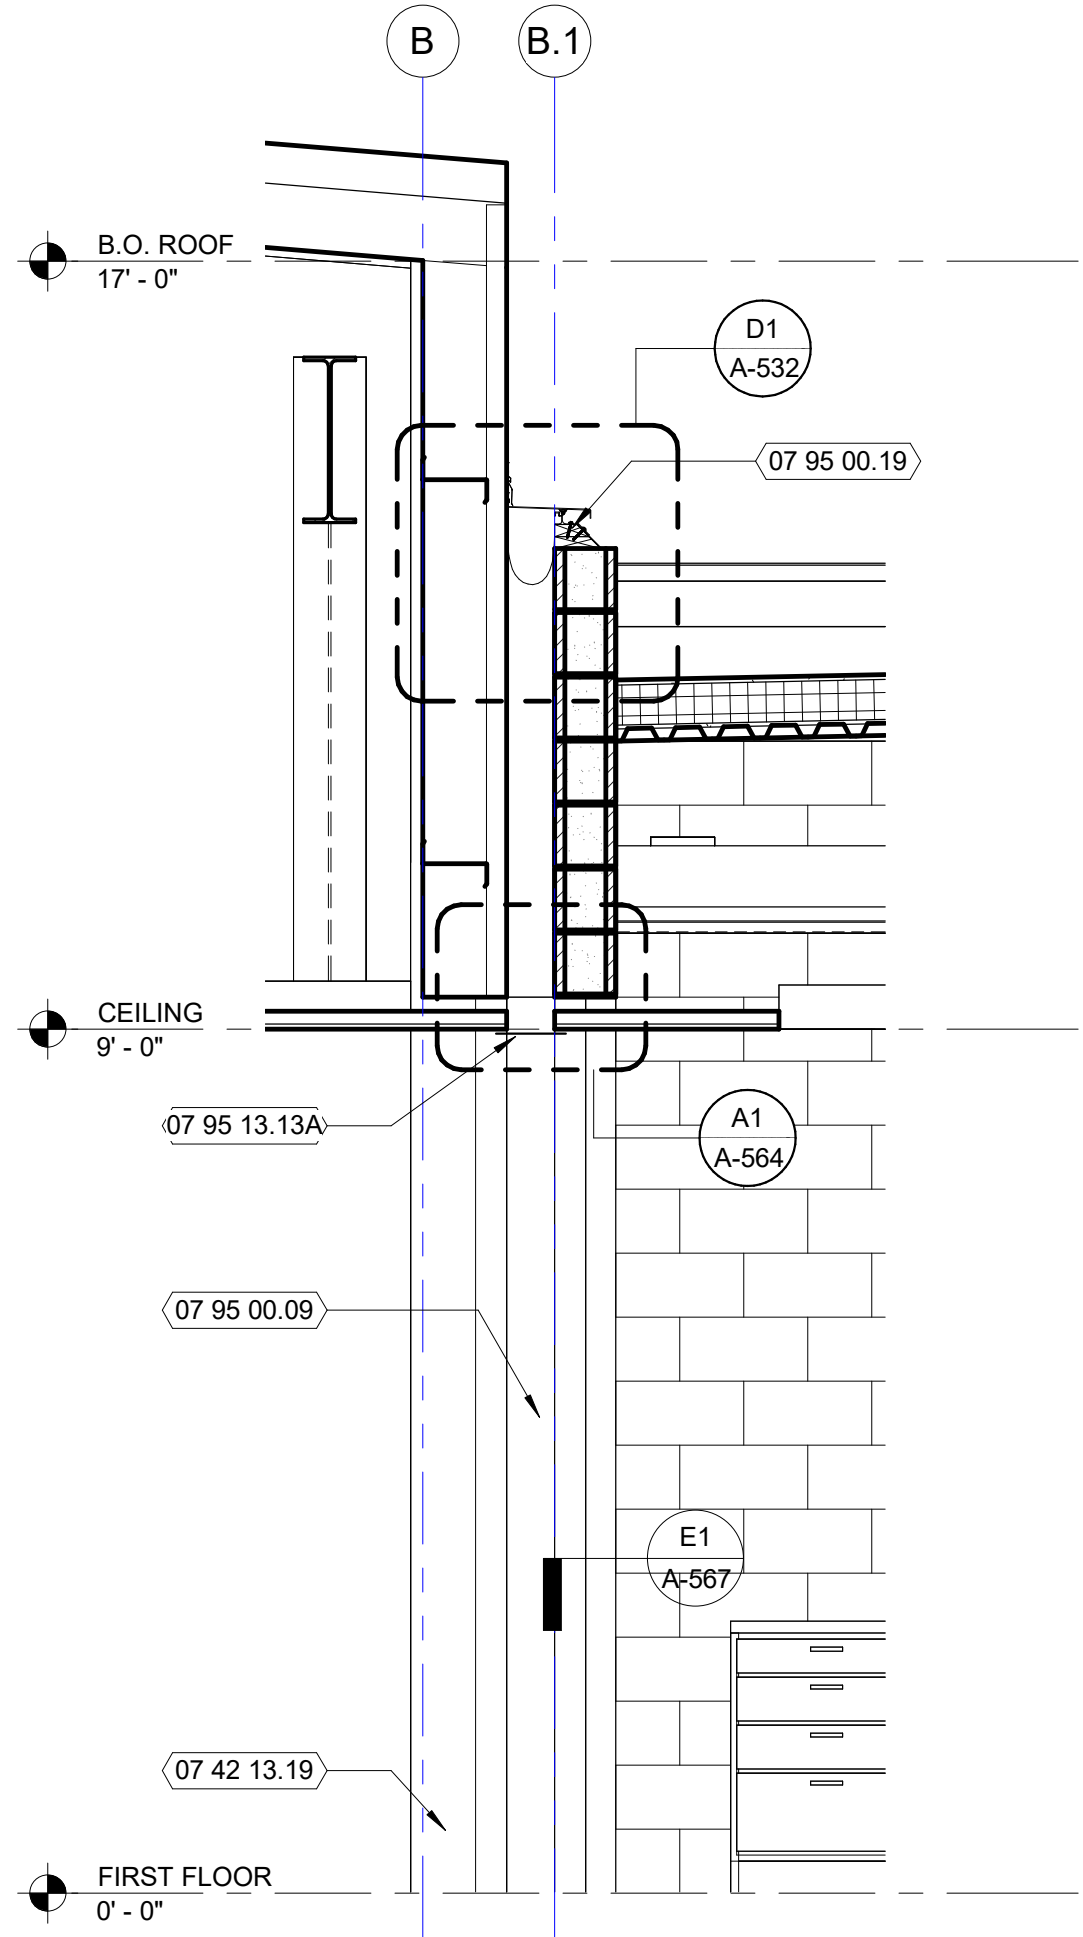 B
B.1
B.O. ROOF
17' - 0"
D1
A-532
07 95 00.19
CEILING
9' - 0"
07 95 13.13A
A1
A-564
07 95 00.09
E1
A-567
07 42 13.19
FIRST FLOOR
0' - 0"